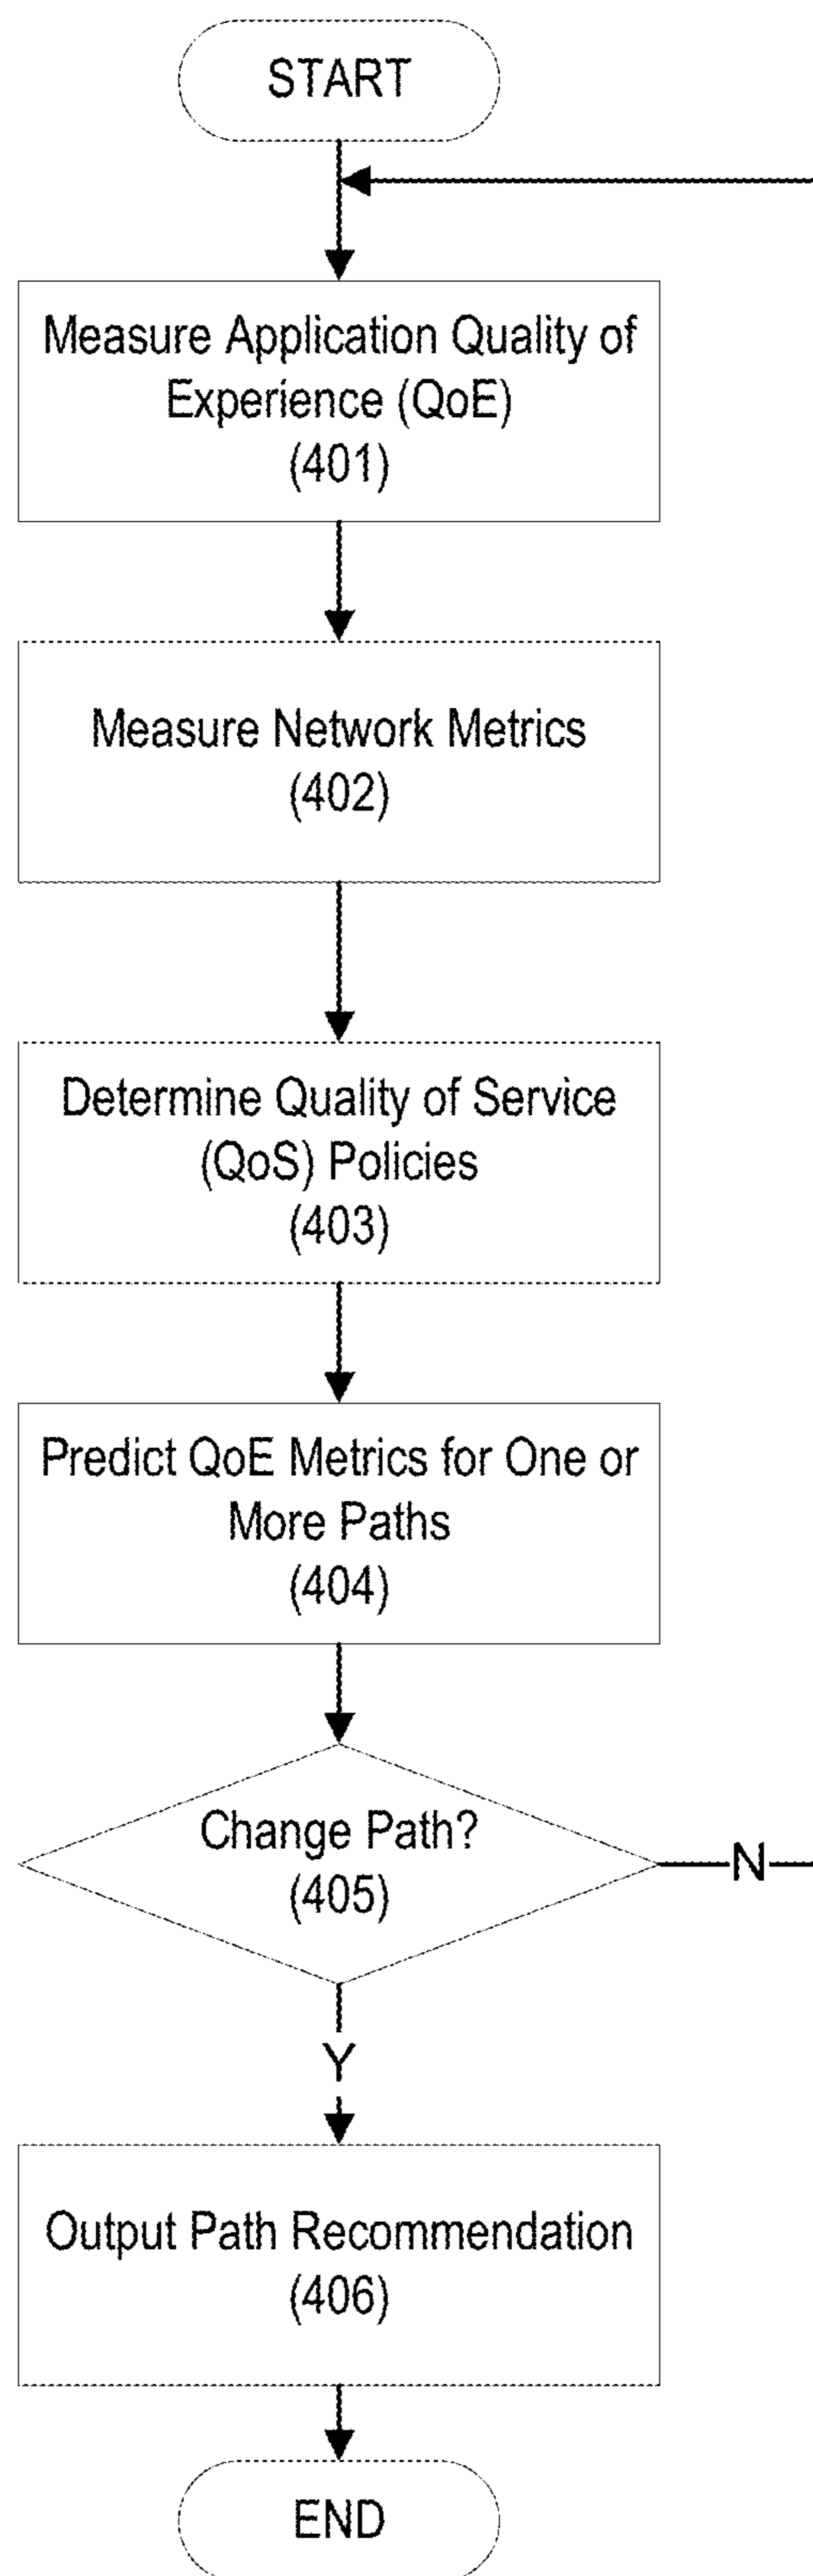 START
Measure Application Quality of
Experience (QoE)
(401)
Measure Network Metrics
(402)
Determine Quality of Service
(QoS) Policies
(403)
Predict QoE Metrics for One or
More Paths
(404)
Change Path?
(405)
N
Y
Output Path Recommendation
(406)
END